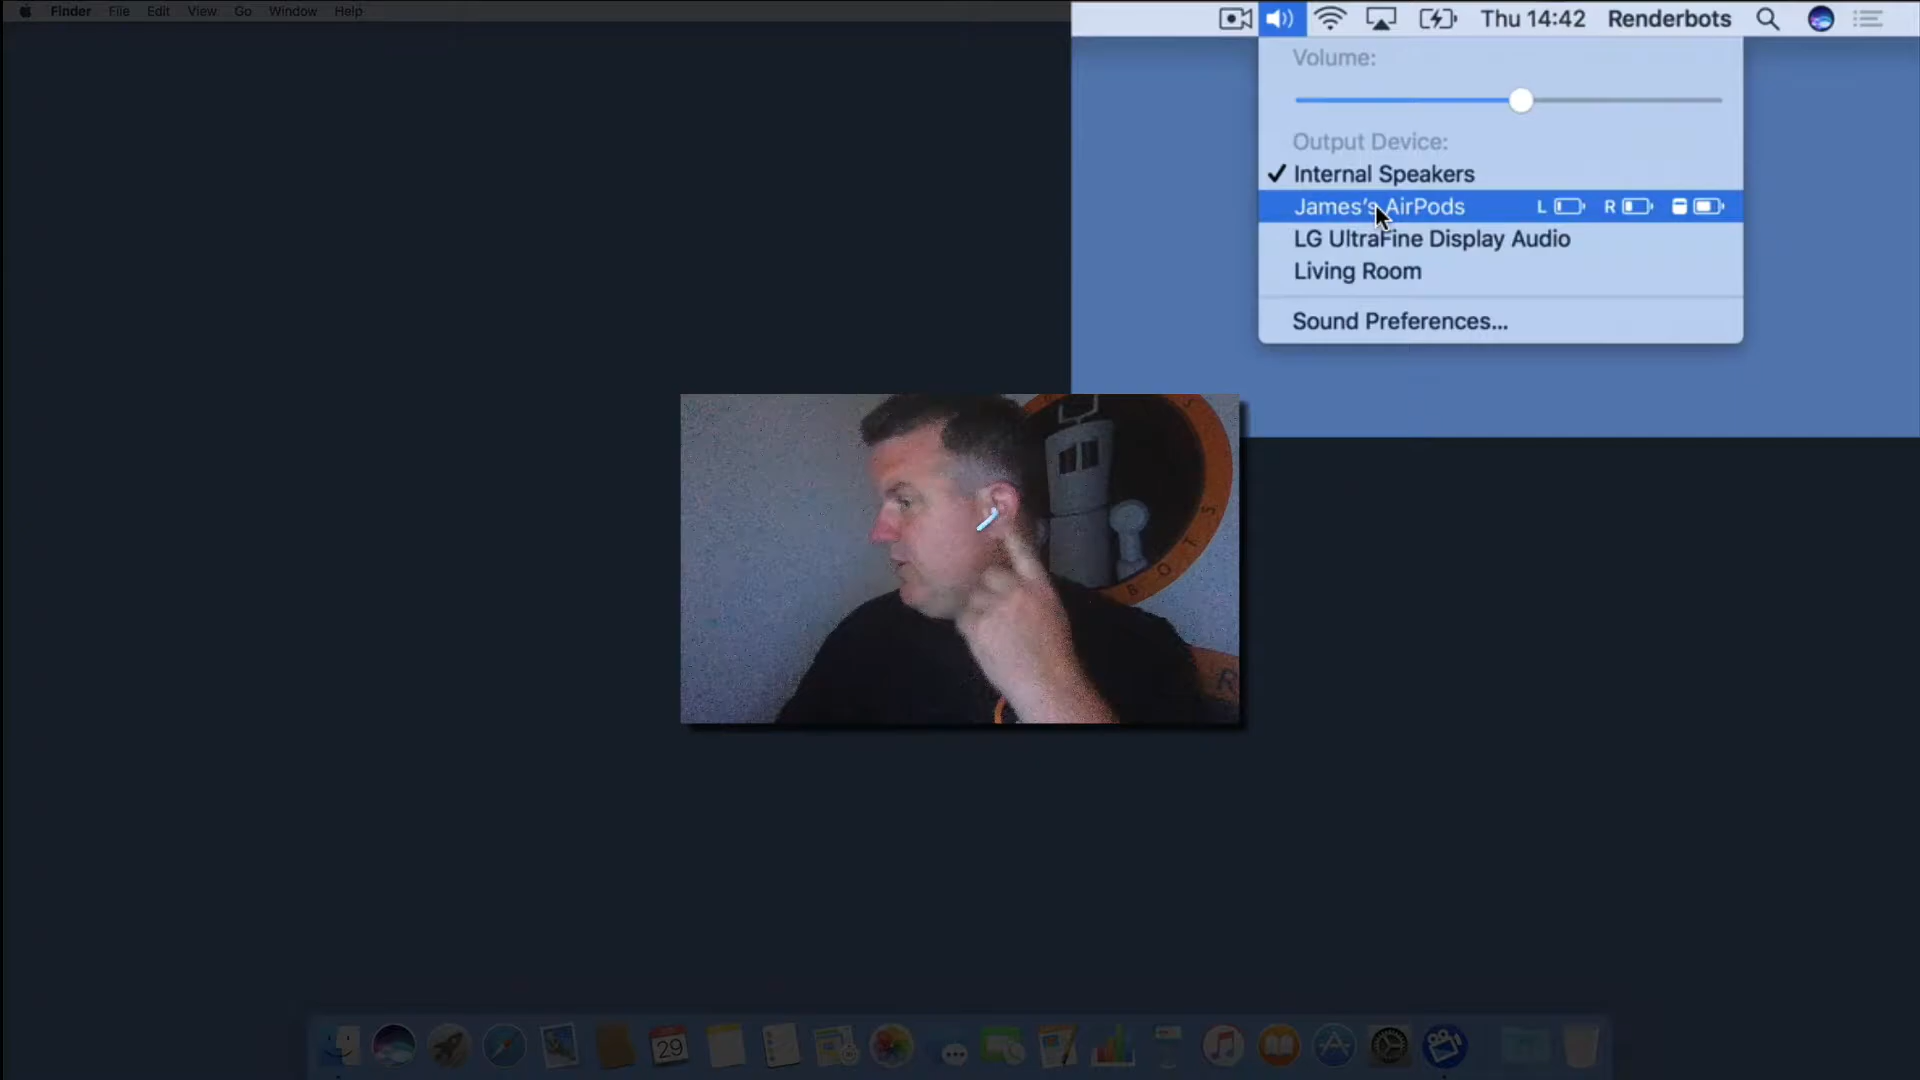 Finder File Edit View Go Window Help
Thu 14:42 Renderbots
Volume:
Output Device:
✓ Internal Speakers
James's AirPods L R
LG UltraFine Display Audio
Living Room
Sound Preferences...
S
S
T
O
B
R
29